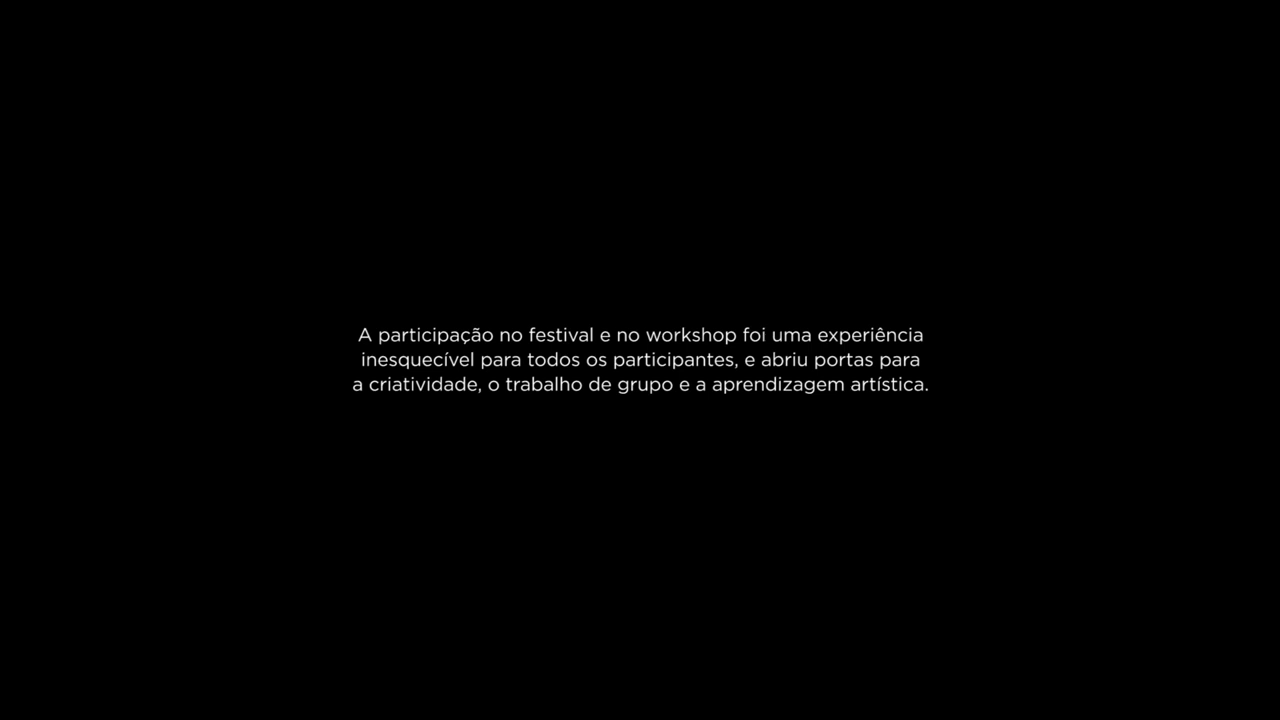 A participação no festival e no workshop foi uma experiência
inesquecível para todos os participantes, e abriu portas para
a criatividade, o trabalho de grupo e a aprendizagem artística.